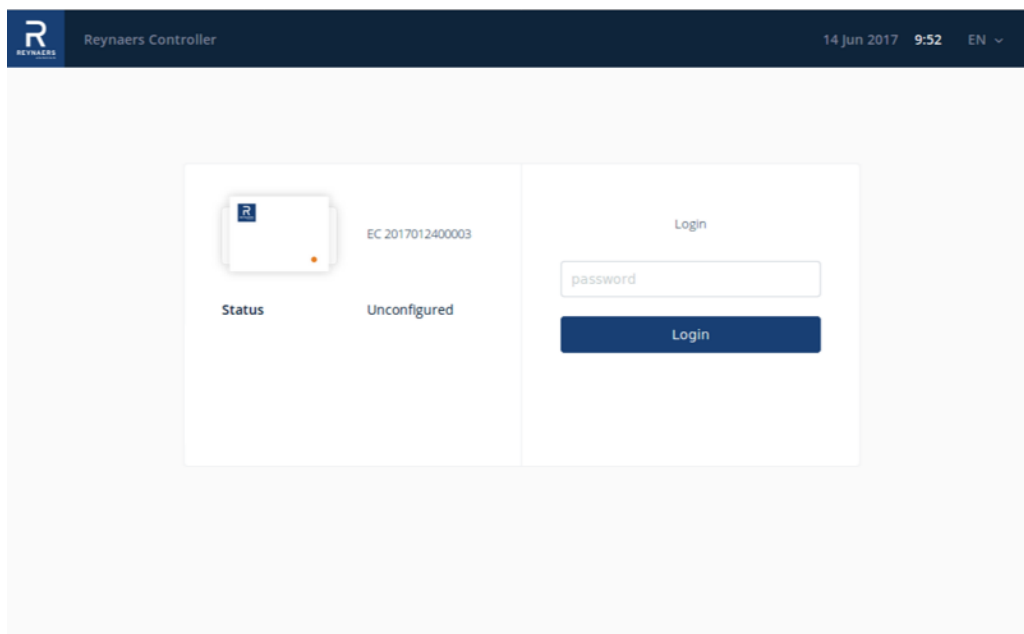 R
REYNAERS
Reynaers Controller
14 Jun 2017 9:52 EN
R
EC 2017012400003
Status Unconfigured
Login
password
Login